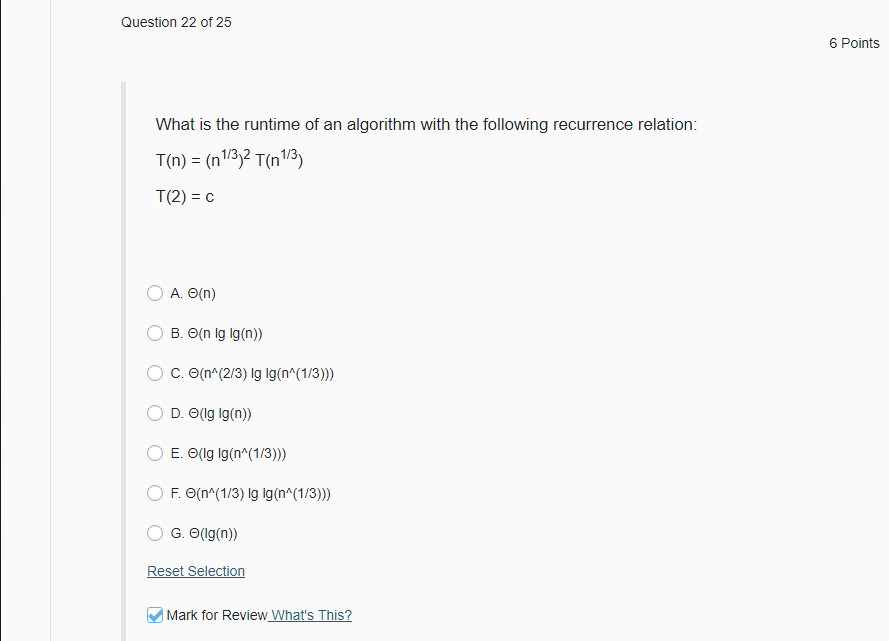 Question 22 of 25
6 Points
What is the runtime of an algorithm with the following recurrence relation:
T(n) = (n^1/3)^2 T(n^1/3)
T(2) = c
A. Θ(n)
B. Θ(n lg lg(n))
C. Θ(n^(2/3) lg lg(n^(1/3)))
D. Θ(lg lg(n))
E. Θ(lg lg(n^(1/3)))
F. Θ(n^(1/3) lg lg(n^(1/3)))
G. Θ(lg(n))
Reset Selection
Mark for Review What's This?